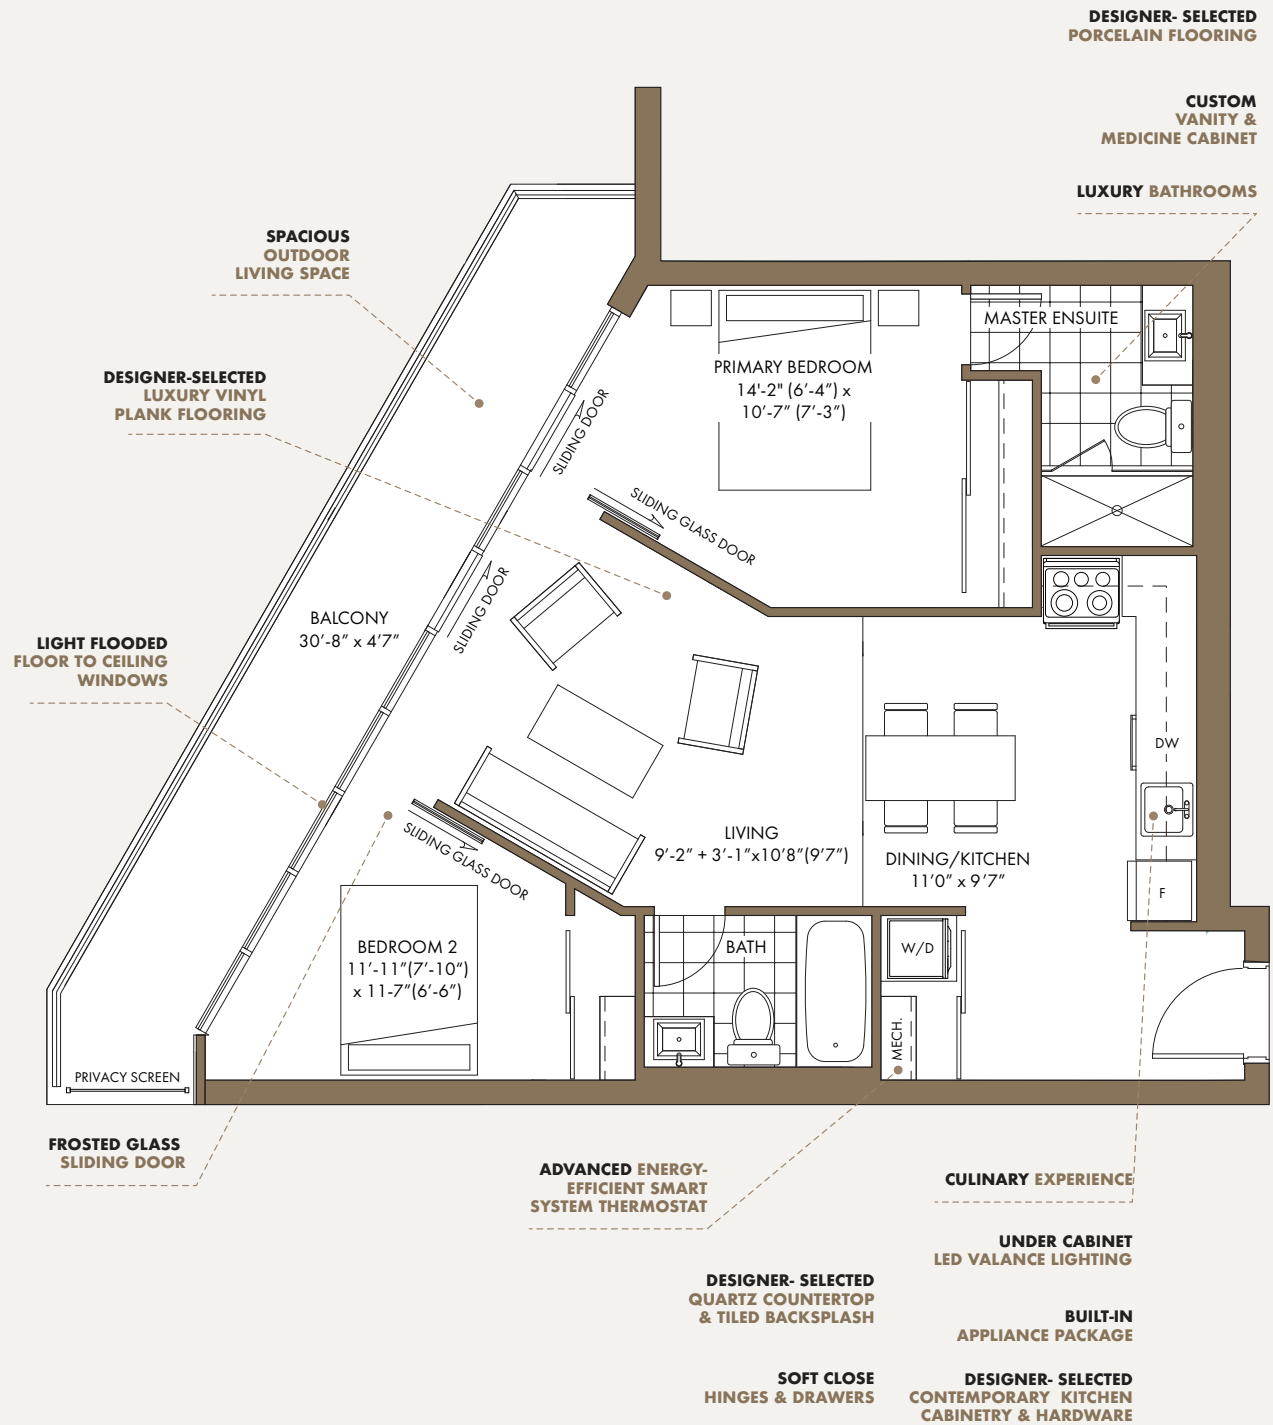 DESIGNER- SELECTED
PORCELAIN FLOORING
CUSTOM
VANITY &
MEDICINE CABINET
LUXURY BATHROOMS
SPACIOUS
OUTDOOR
LIVING SPACE
DESIGNER-SELECTED
LUXURY VINYL
PLANK FLOORING
LIGHT FLOODED
FLOOR TO CEILING
WINDOWS
MASTER ENSUITE
PRIMARY BEDROOM
14'-2" (6'-4”) x
10’-7” (7’-3”)
SLIDING DOOR
SLIDING GLASS DOOR
SLIDING DOOR
BALCONY
30’-8” x 4’7”
DW
SLIDING GLASS DOOR
LIVING
9’-2” + 3’-1”x10’8”(9’7”)
DINING/KITCHEN
11’0” x 9’7”
F
BEDROOM 2
11’-11”(7’-10”)
x 11-7”(6’-6”)
BATH
W/D
MECH.
PRIVACY SCREEN
FROSTED GLASS
SLIDING DOOR
ADVANCED ENERGY-
EFFICIENT SMART
SYSTEM THERMOSTAT
CULINARY EXPERIENCE
UNDER CABINET
LED VALANCE LIGHTING
DESIGNER- SELECTED
QUARTZ COUNTERTOP
& TILED BACKSPLASH
BUILT-IN
APPLIANCE PACKAGE
SOFT CLOSE
HINGES & DRAWERS
DESIGNER- SELECTED
CONTEMPORARY KITCHEN
CABINETRY & HARDWARE